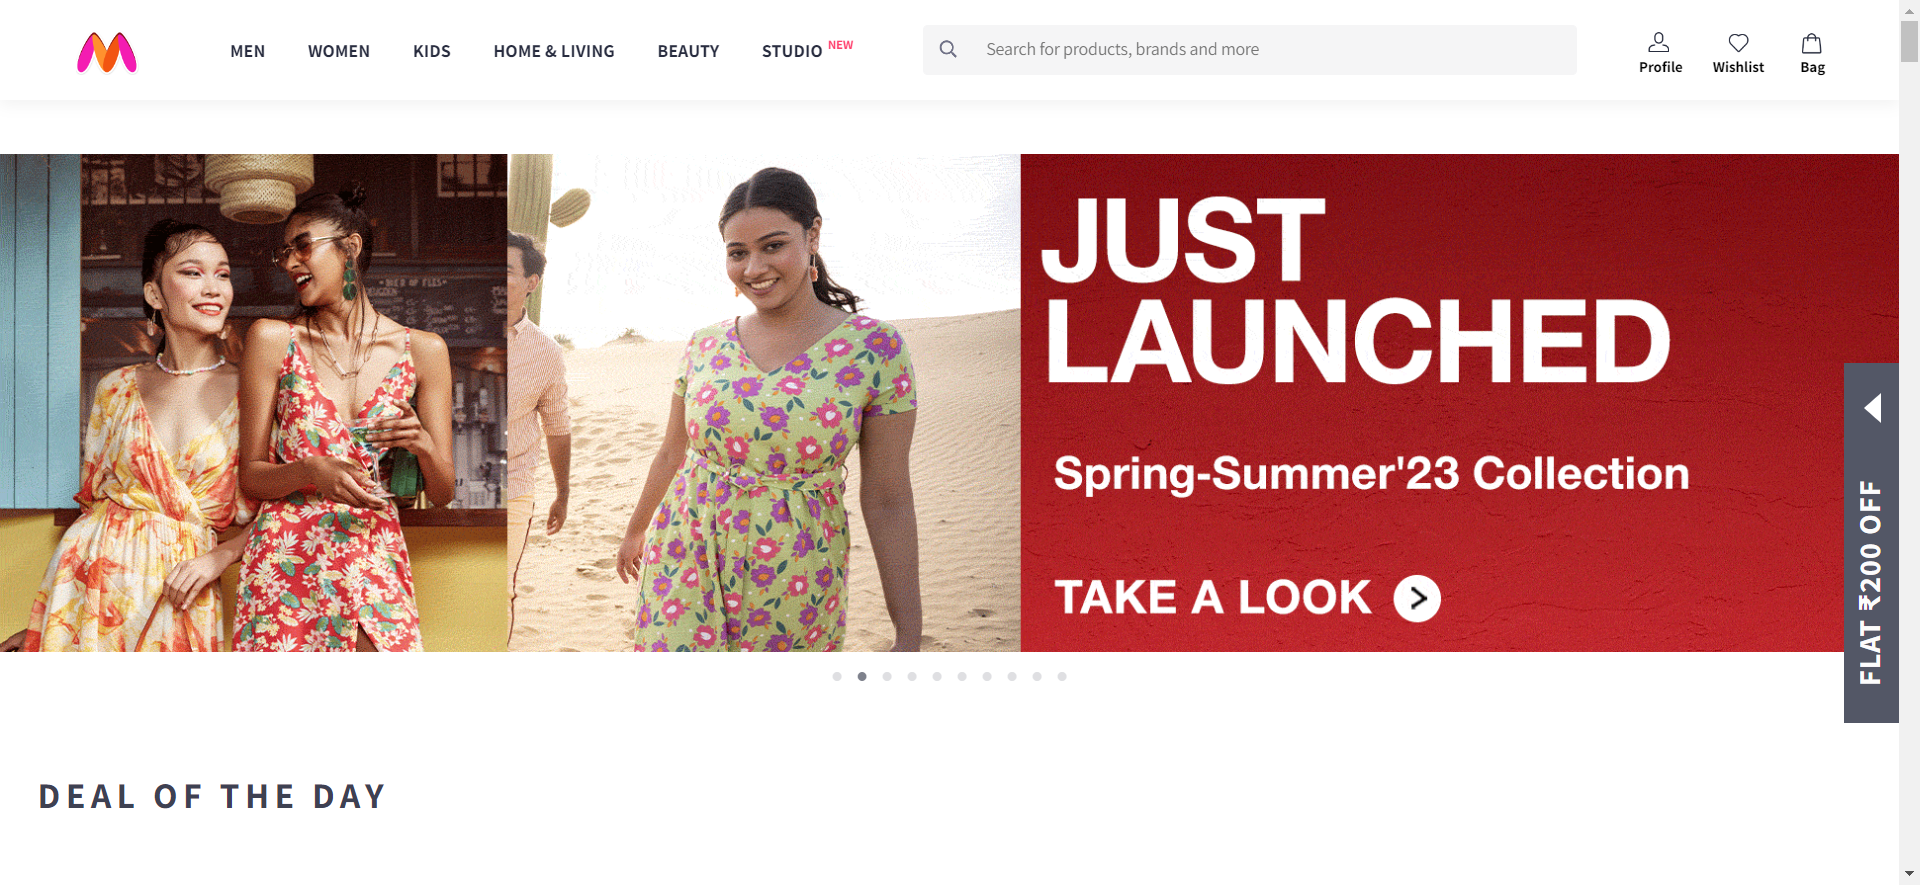 MEN WOMEN KIDS HOME & LIVING BEAUTY STUDIO NEW
Search for products, brands and more
Profile Wishlist Bag
JUST
LAUNCHED
Spring-Summer'23 Collection
TAKE A LOOK
FLAT ₹200 OFF
DEAL OF THE DAY